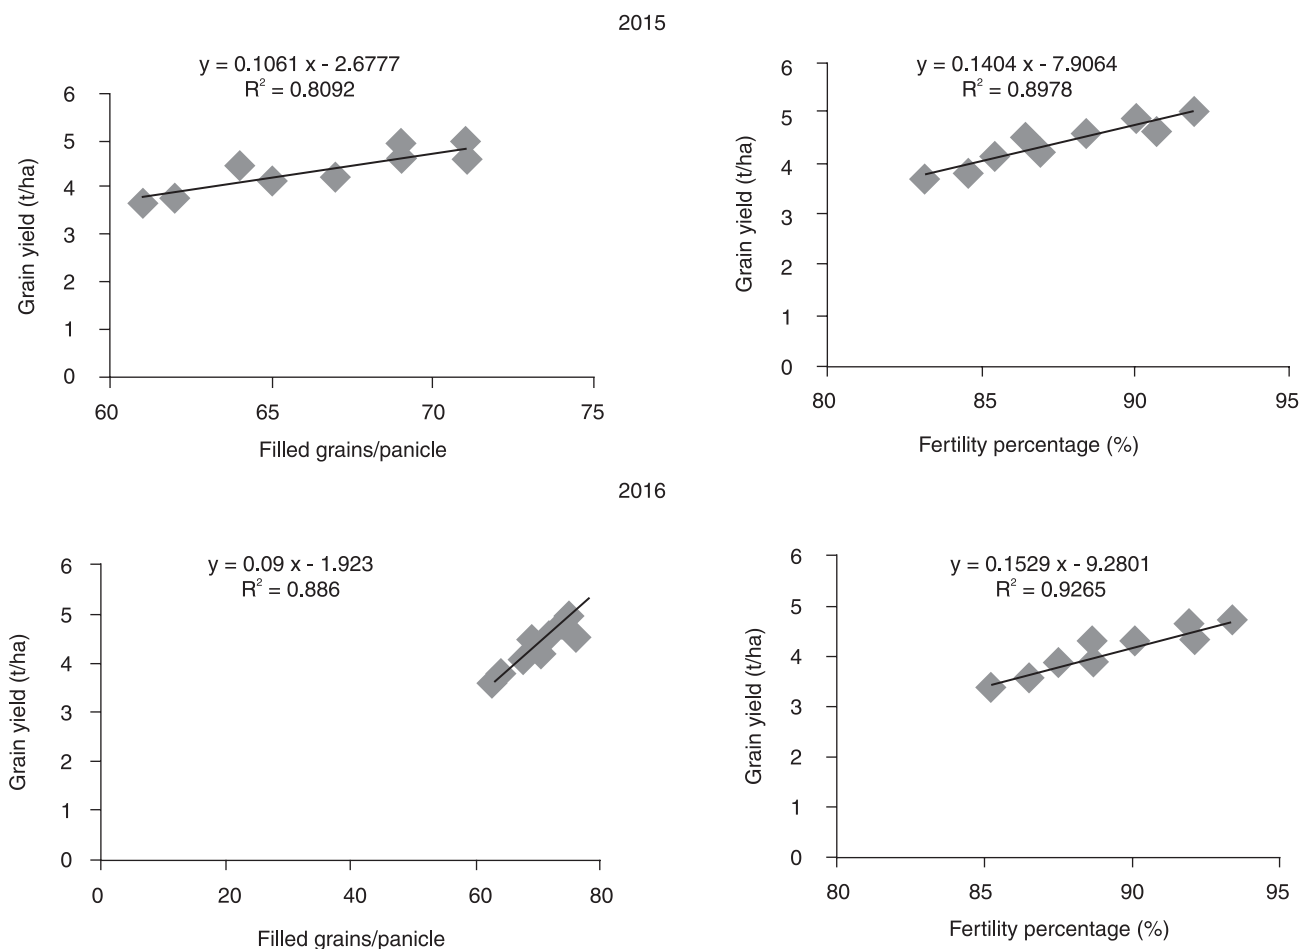 2015
y = 0.1061 x - 2.6777
R² = 0.8092
Grain yield (t/ha)
6
5
4
3
2
1
0
60 65 70 75
Filled grains/panicle
y = 0.1404 x - 7.9064
R² = 0.8978
Grain yield (t/ha)
6
5
4
3
2
1
0
80 85 90 95
Fertility percentage (%)
2016
y = 0.09 x - 1.923
R² = 0.886
Grain yield (t/ha)
6
5
4
3
2
1
0
0 20 40 60 80
Filled grains/panicle
y = 0.1529 x - 9.2801
R² = 0.9265
Grain yield (t/ha)
6
5
4
3
2
1
0
80 85 90 95
Fertility percentage (%)